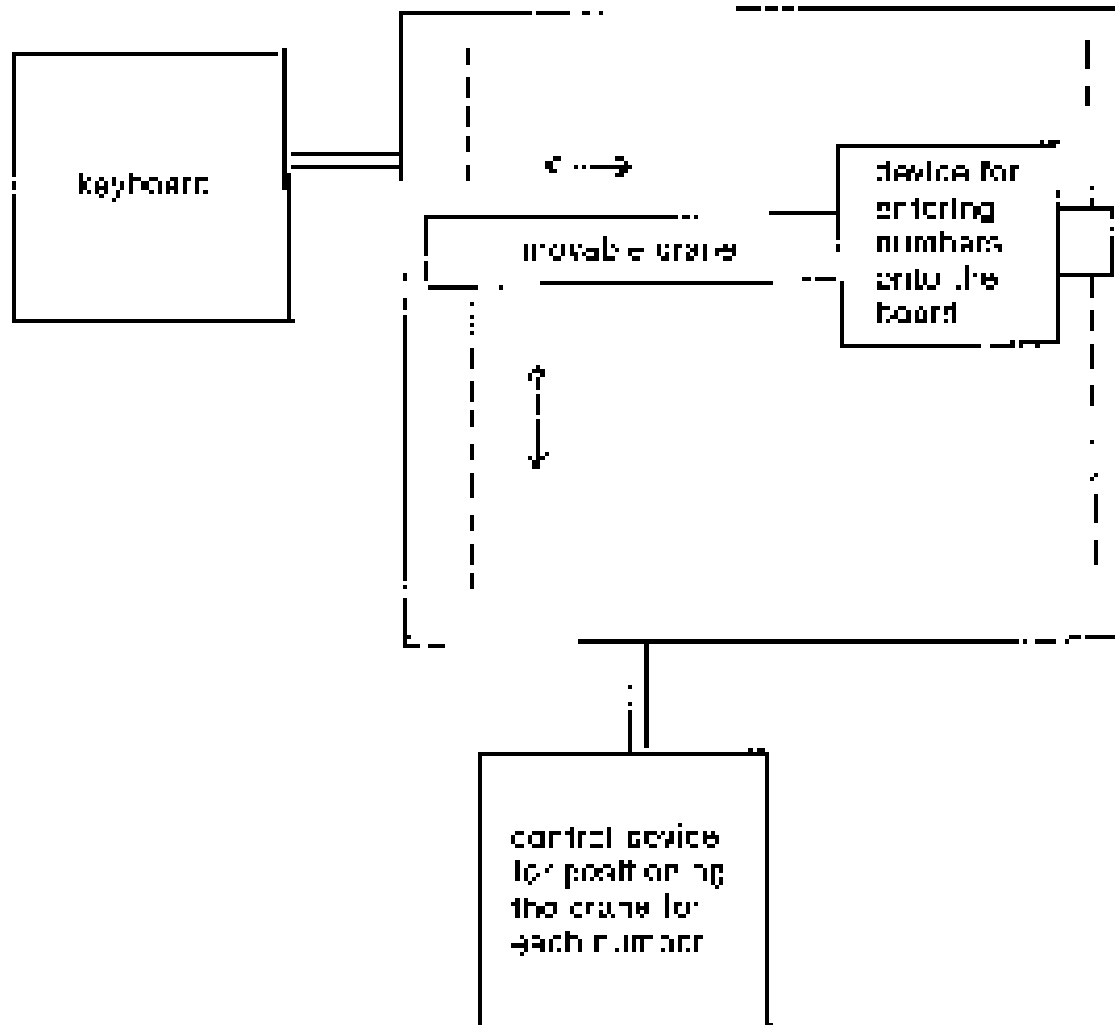 keyboard
movable crane
device for
entering
numbers
onto the
board
control device
for positioning
the crane for
each number